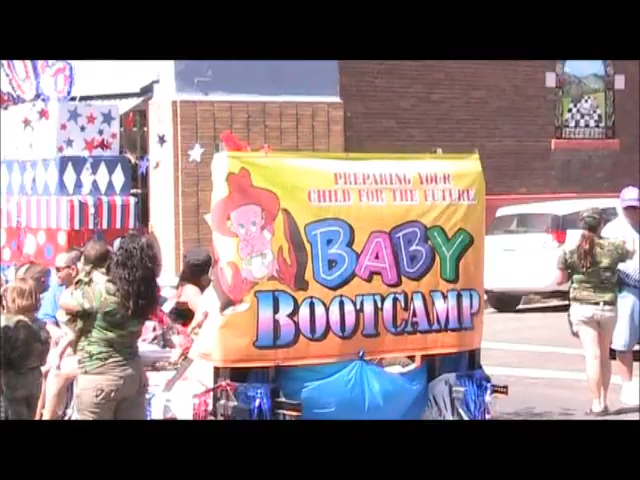 PREPARING YOUR
CHILD FOR THE FUTURE
BABY
BOOTCAMP